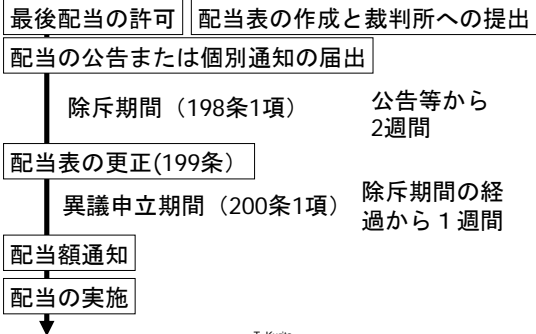 最後配当の許可 配当表の作成と裁判所への提出
配当の公告または個別通知の届出
除斥期間（198条1項） 公告等から
2週間
配当表の更正(199条）
異議申立期間（200条1項） 除斥期間の経
過から１週間
配当額通知
配当の実施